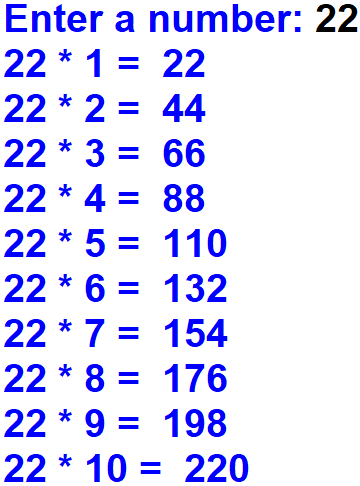 Enter a number: 22
22 * 1 =  22
22 * 2 =  44
22 * 3 =  66
22 * 4 =  88
22 * 5 =  110
22 * 6 =  132
22 * 7 =  154
22 * 8 =  176
22 * 9 =  198
22 * 10 =  220